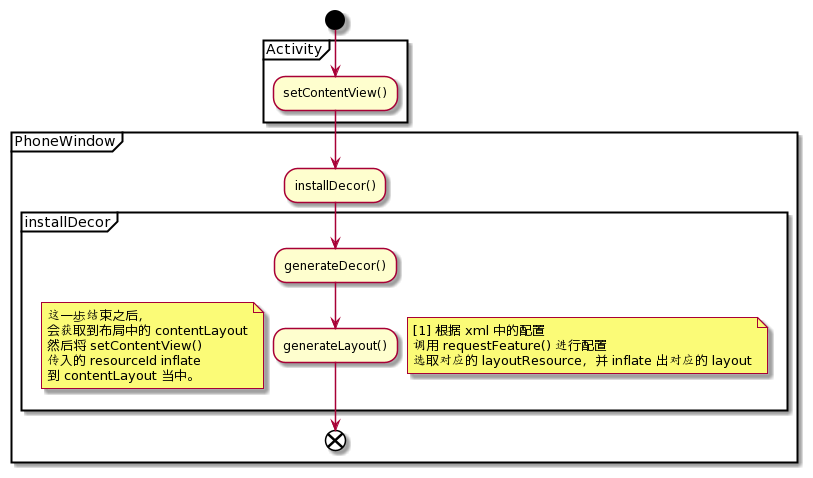 Activity
setContentView()
PhoneWindow
installDecor()
installDecor
generateDecor()
这一步结束之后，
会获取到布局中的 contentLayout
然后将 setContentView()
传入的 resourceId inflate
到 contentLayout 当中。
generateLayout()
[1] 根据 xml 中的配置
调用 requestFeature() 进行配置
选取对应的 layoutResource，并 inflate 出对应的 layout